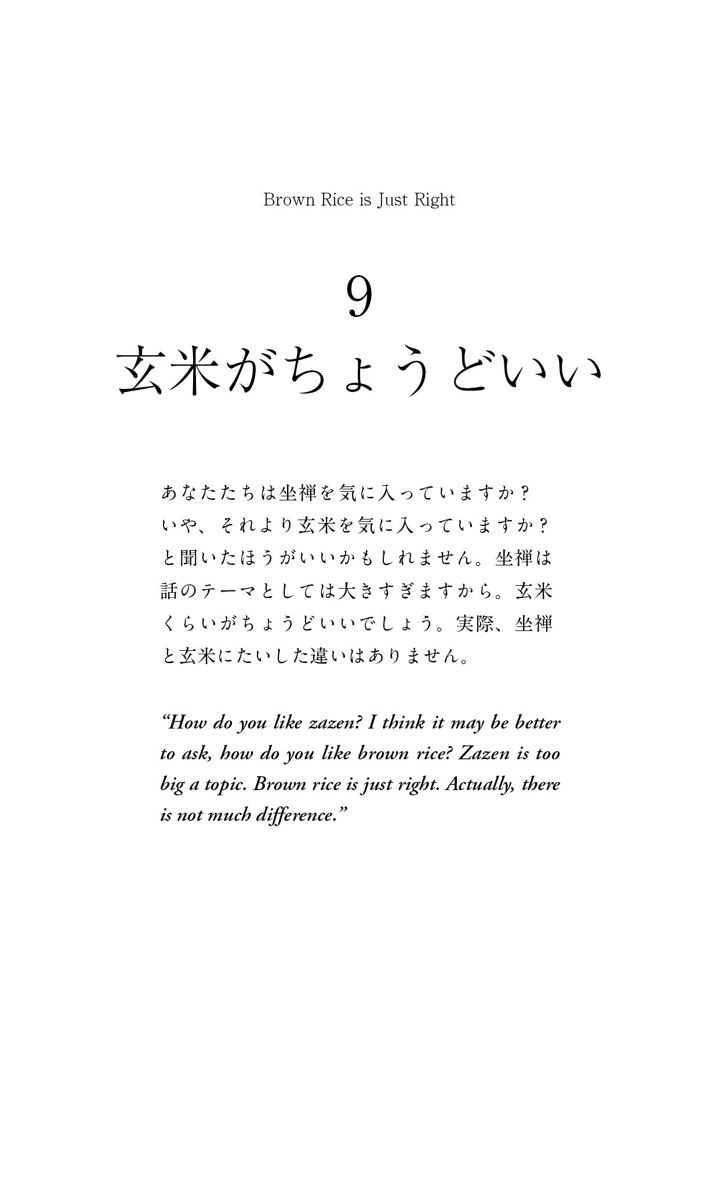 Brown Rice is Just Right
9
玄米がちょうどいい
あなたたちは坐禅を気に入っていますか？
いや、それより玄米を気に入っていますか？
と聞いたほうがいいかもしれません。坐禅は
話のテーマとしては大きすぎますから。玄米
くらいがちょうどいいでしょう。実際、坐禅
と玄米にたいした違いはありません。
“How do you like zazen? I think it may be better
to ask, how do you like brown rice? Zazen is too
big a topic. Brown rice is just right. Actually, there
is not much difference.”